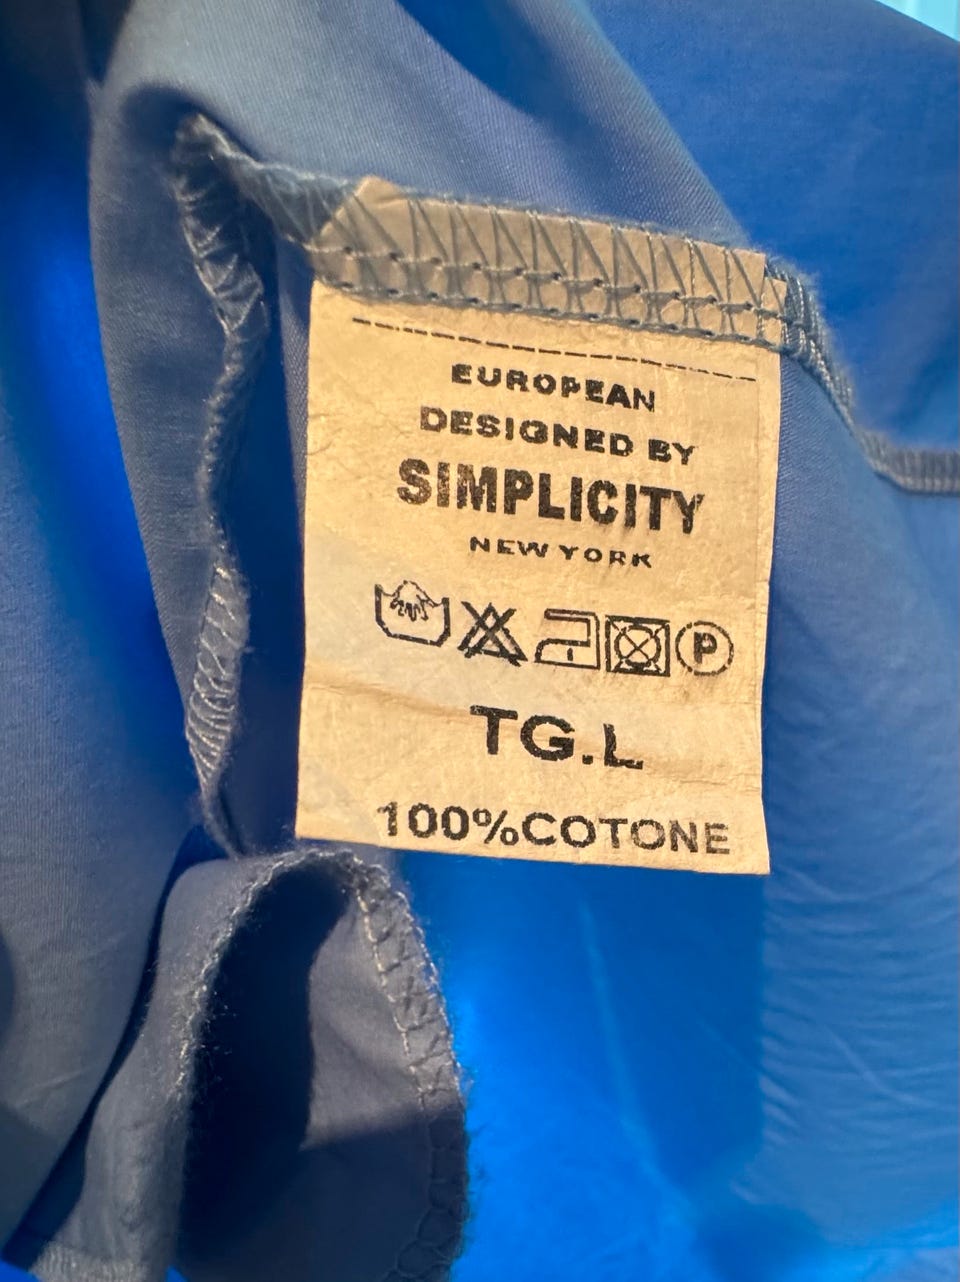 EUROPEAN
DESIGNED BY
SIMPLICITY
NEW YORK
P
TG.L
100%COTONE